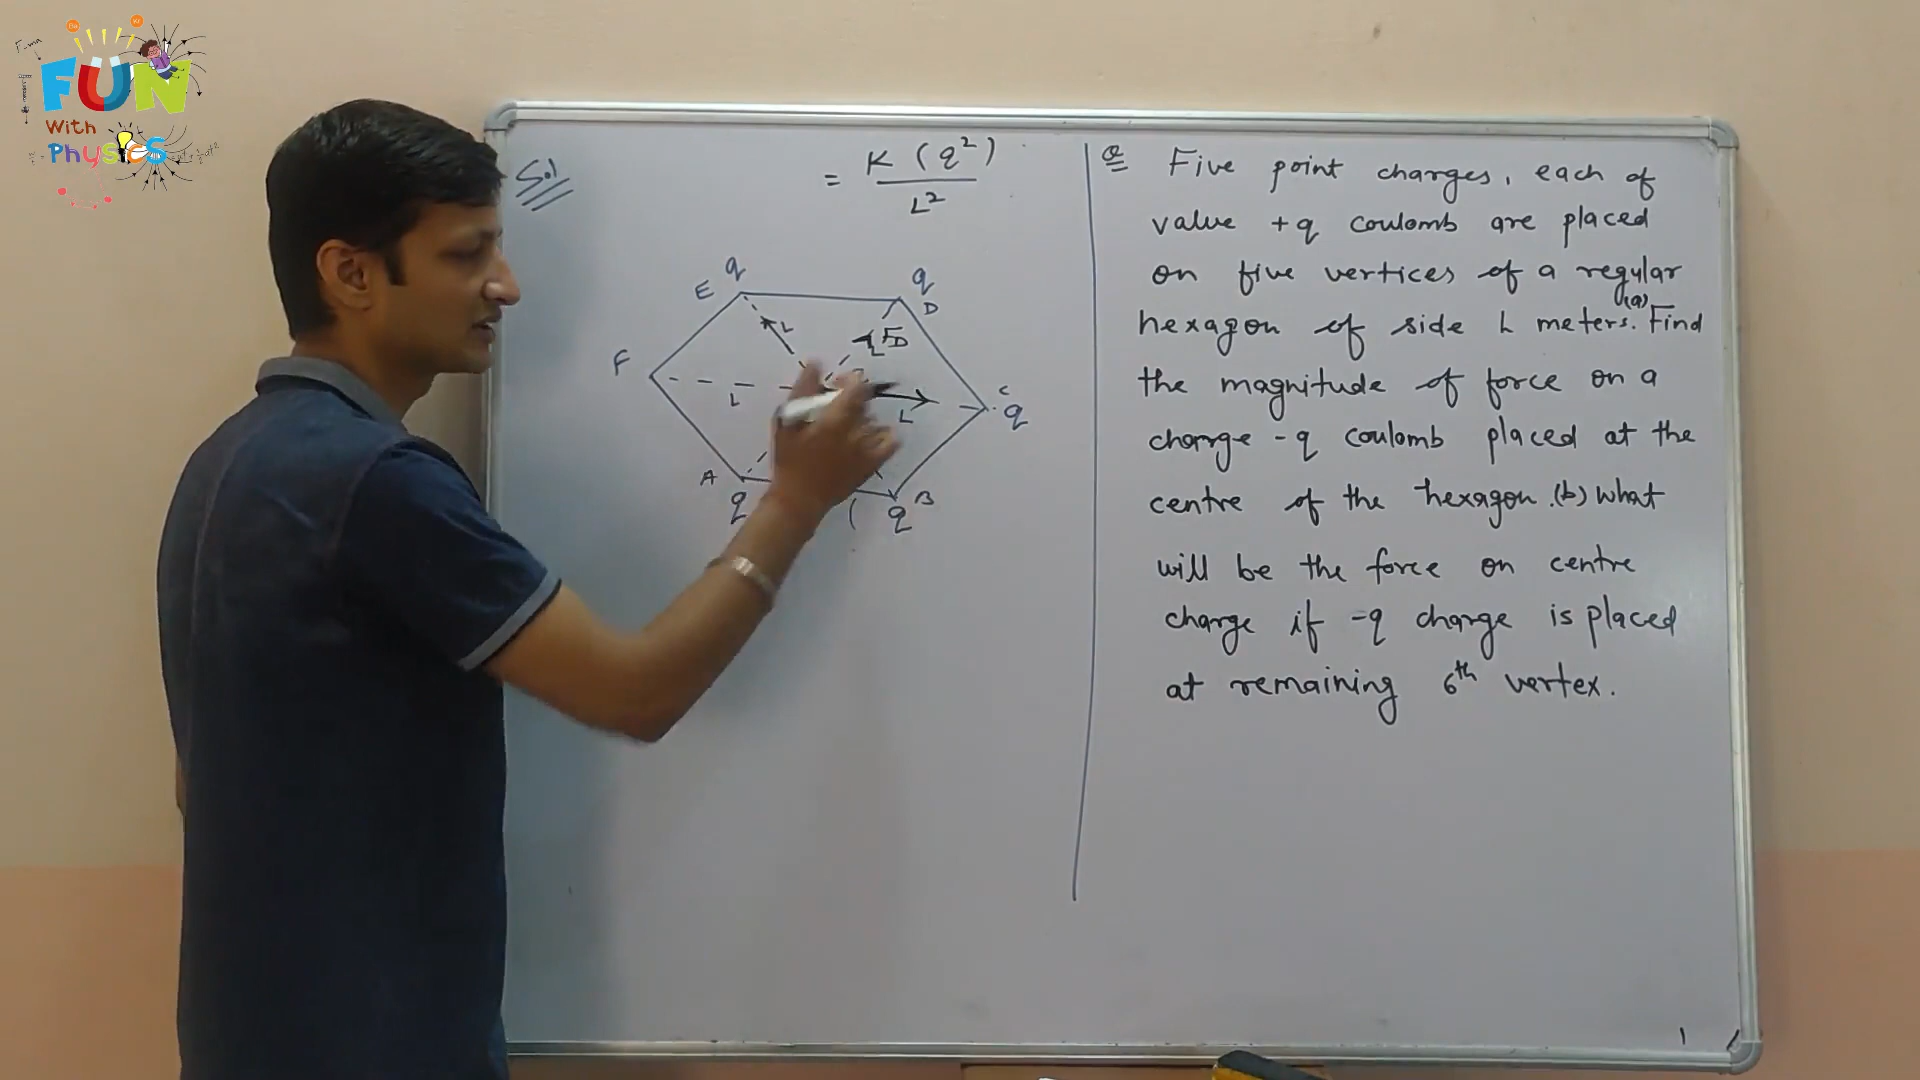 FUN
With
Physics
Sol
= K (q²)
L²
E q
q D
F
L
F_D
L
L
L
C q
A q
q B
Q Five point charges, each of
value +q coulomb are placed
on five vertices of a regular
hexagon of side L meters. (a) Find
the magnitude of force on a
charge -q coulomb placed at the
centre of the hexagon. (b) What
will be the force on centre
charge if -q charge is placed
at remaining 6th vertex.